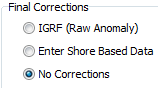 Final Corrections
IGRF (Raw Anomaly)
Enter Shore Based Data
No Corrections